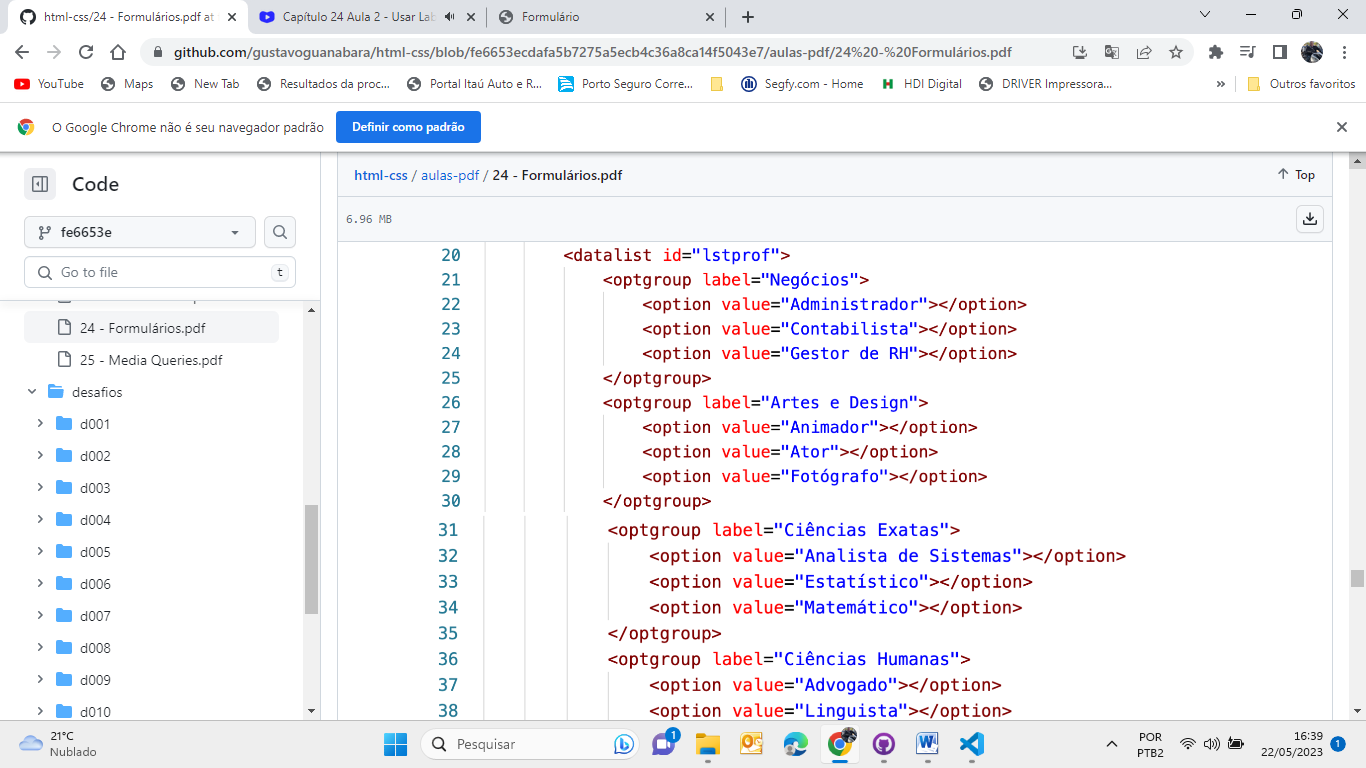 html-css/24 - Formulários.pdf at
Capítulo 24 Aula 2 - Usar Lab
Formulário
github.com/gustavoguanabara/html-css/blob/fe6653ecdafa5b7275a5ecb4c36a8ca14f5043e7/aulas-pdf/24%20-%20Formulários.pdf
YouTube
Maps
New Tab
Resultados da proc...
Portal Itaú Auto e R...
Porto Seguro Corre...
Segfy.com - Home
HDI Digital
DRIVER Impressora...
»
Outros favoritos
O Google Chrome não é seu navegador padrão
Definir como padrão
Code
fe6653e
Go to file
t
24 - Formulários.pdf
25 - Media Queries.pdf
desafios
d001
d002
d003
d004
d005
d006
d007
d008
d009
d010
html-css / aulas-pdf / 24 - Formulários.pdf
Top
6.96 MB
20 <datalist id="lstprof">
21 <optgroup label="Negócios">
22 <option value="Administrador"></option>
23 <option value="Contabilista"></option>
24 <option value="Gestor de RH"></option>
25 </optgroup>
26 <optgroup label="Artes e Design">
27 <option value="Animador"></option>
28 <option value="Ator"></option>
29 <option value="Fotógrafo"></option>
30 </optgroup>
31 <optgroup label="Ciências Exatas">
32 <option value="Analista de Sistemas"></option>
33 <option value="Estatístico"></option>
34 <option value="Matemático"></option>
35 </optgroup>
36 <optgroup label="Ciências Humanas">
37 <option value="Advogado"></option>
38 <option value="Linguista"></option>
21°C
Nublado
Pesquisar
1
POR
PTB2
16:39
22/05/2023
1